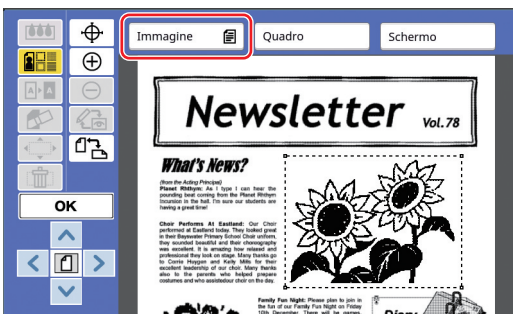 Immagine
Quadro
Schermo
OK
Newsletter Vol.78
What's News?
(from the Acting Principal)
Planet Rhthym: As I type I can hear the
pounding beat coming from the Planet Rhthym
Incursion in the hall. I'm sure our students are
having a great time!
Choir Performs At Eastland: Our Choir
performed at Eastland today. They looked great
in their Bayswater Primary School Choir uniform,
they sounded beautiful and their choreography
was excellent. It is amazing how relaxed and
professional they look on stage. Many thanks go
to Corrie Huygen and Kelly Mills for their
excellent leadership of our choir. Many thanks
also to the parents who helped prepare
costumes and who assistedour choir on the day.
Family Fun Night: Please plan to join in
the fun of our Family Fun Night on Friday
10th December. There will be games,
Diary